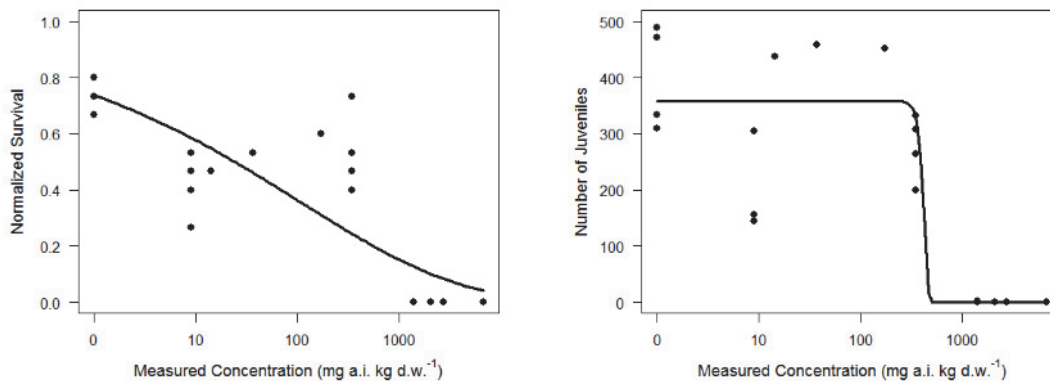 Normalized Survival
1.0
0.8
0.6
0.4
0.2
0.0
0 10 100 1000
Measured Concentration (mg a.i. kg d.w.⁻¹)
Number of Juveniles
500
400
300
200
100
0
0 10 100 1000
Measured Concentration (mg a.i. kg d.w.⁻¹)